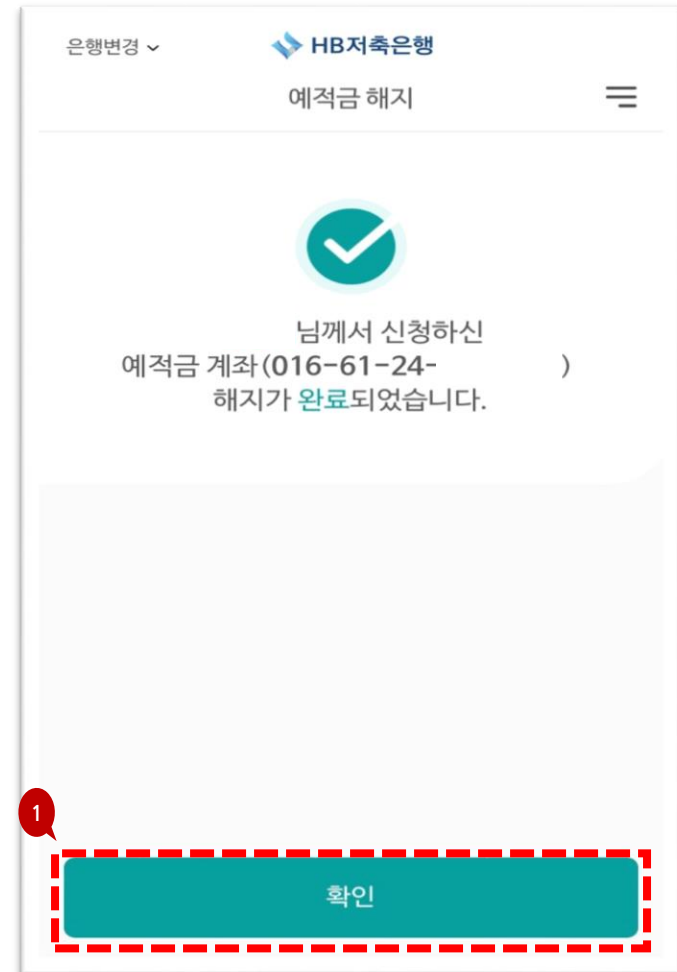 은행변경
HB저축은행
예적금 해지
님께서 신청하신
예적금 계좌(016-61-24- )
해지가 완료되었습니다.
1
확인